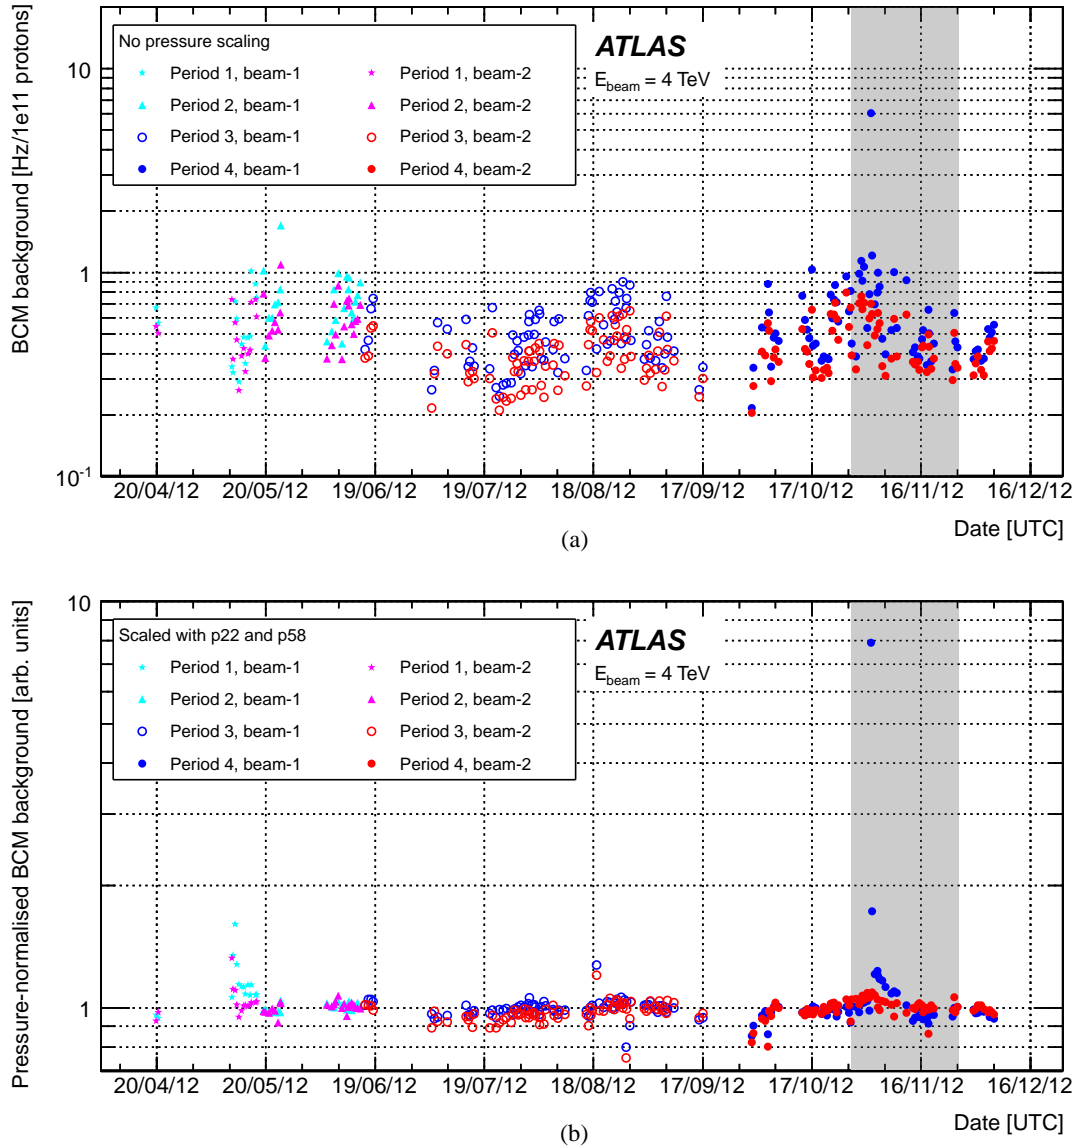 BCM background [Hz/1e11 protons]
No pressure scaling
Period 1, beam-1
Period 1, beam-2
Period 2, beam-1
Period 2, beam-2
Period 3, beam-1
Period 3, beam-2
Period 4, beam-1
Period 4, beam-2
ATLAS
E_beam = 4 TeV
10
1
10^-1
20/04/12 20/05/12 19/06/12 19/07/12 18/08/12 17/09/12 17/10/12 16/11/12 16/12/12
Date [UTC]
(a)
Pressure-normalised BCM background [arb. units]
Scaled with p22 and p58
Period 1, beam-1
Period 1, beam-2
Period 2, beam-1
Period 2, beam-2
Period 3, beam-1
Period 3, beam-2
Period 4, beam-1
Period 4, beam-2
ATLAS
E_beam = 4 TeV
10
1
20/04/12 20/05/12 19/06/12 19/07/12 18/08/12 17/09/12 17/10/12 16/11/12 16/12/12
Date [UTC]
(b)